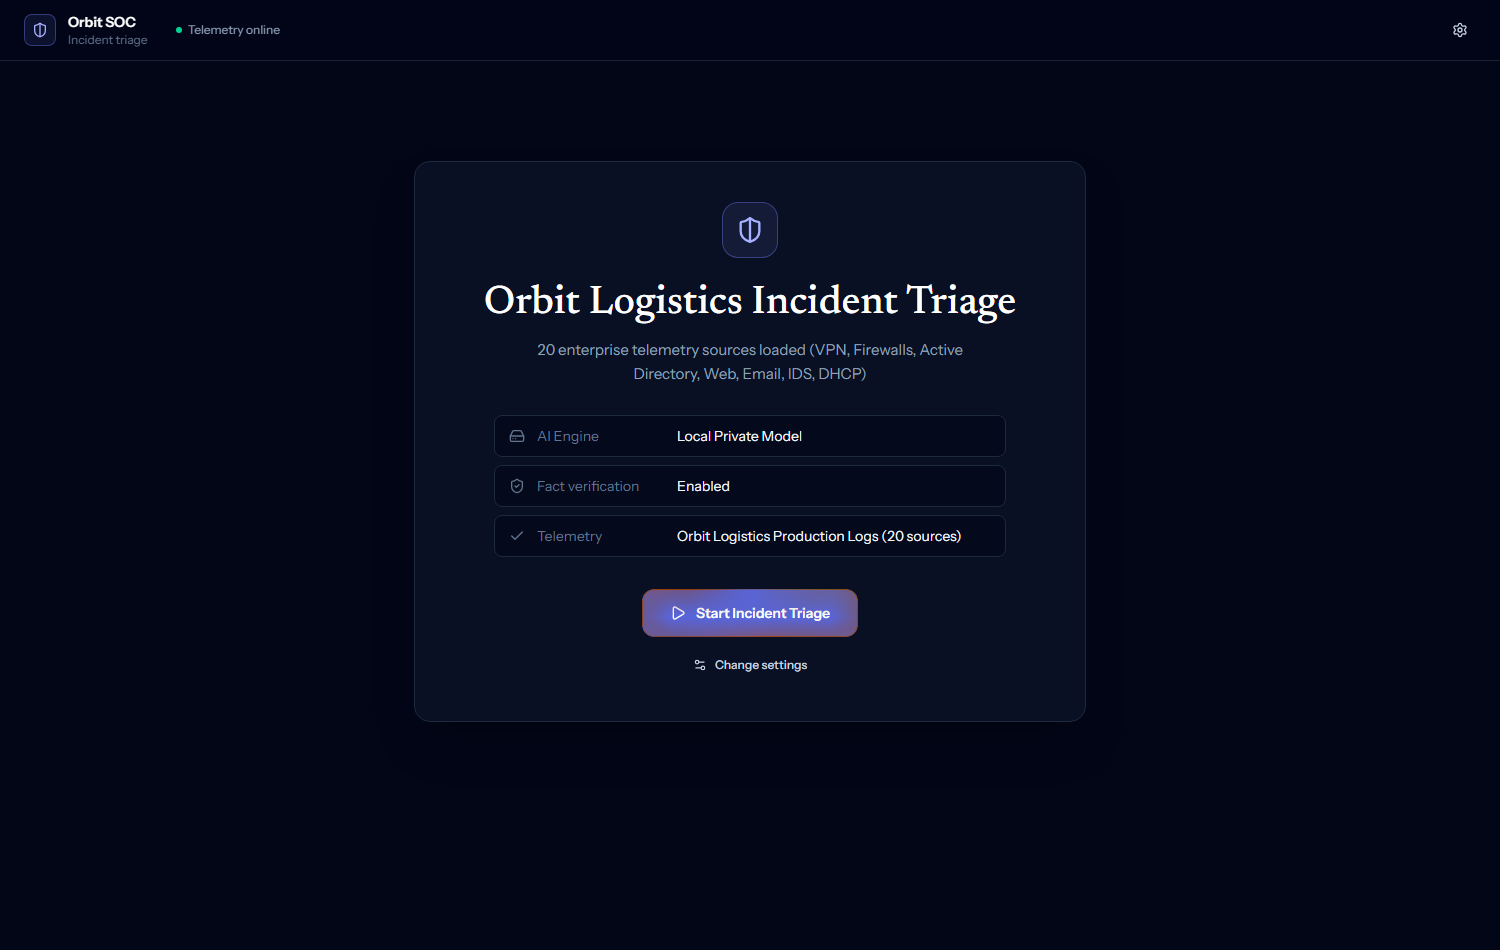 Orbit SOC
Incident triage
Telemetry online
Orbit Logistics Incident Triage
20 enterprise telemetry sources loaded (VPN, Firewalls, Active
Directory, Web, Email, IDS, DHCP)
AI Engine Local Private Model
Fact verification Enabled
Telemetry Orbit Logistics Production Logs (20 sources)
Start Incident Triage
Change settings